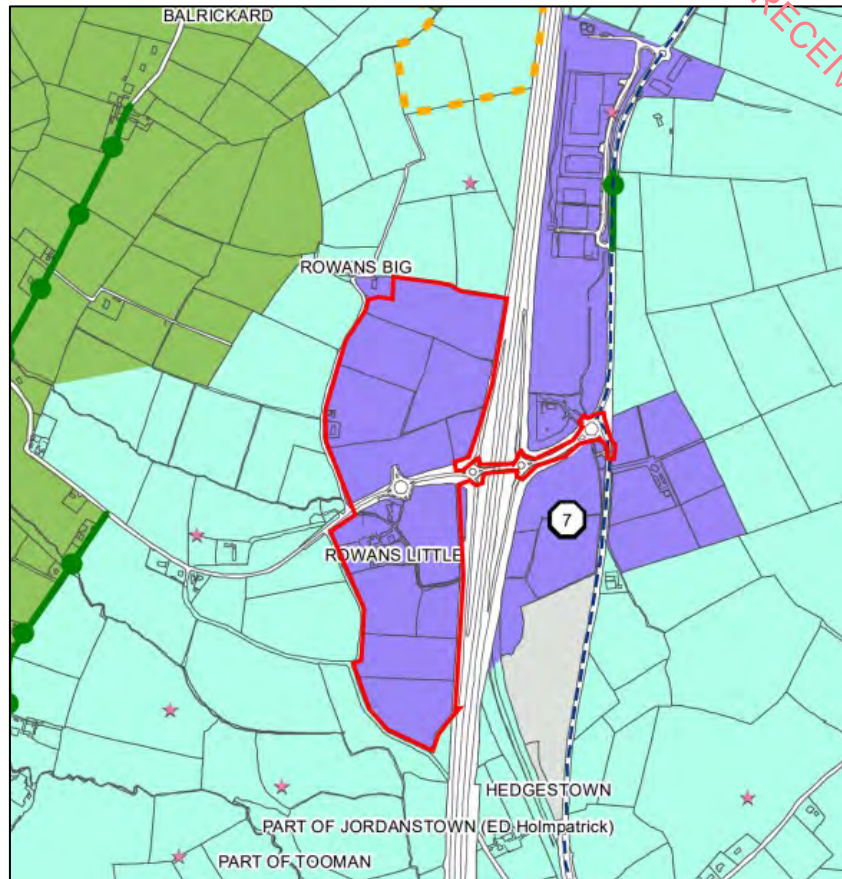 BALRICKARD
ROWANS BIG
7
ROWANS LITTLE
HEDGESTOWN
PART OF JORDANSTOWN (ED Holmpatrick)
PART OF TOOMAN